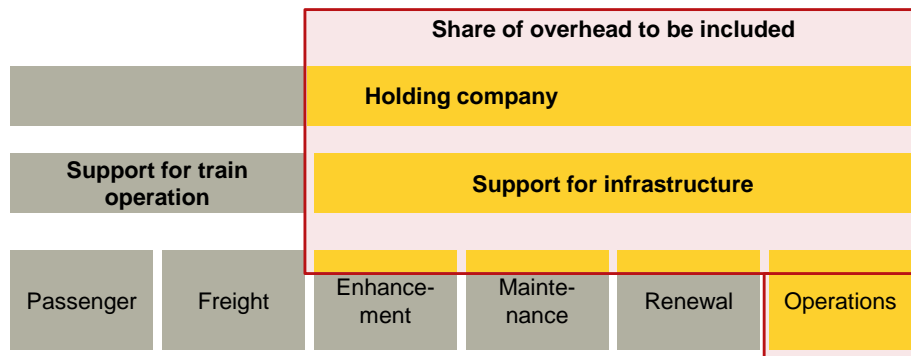 Share of overhead to be included
Holding company
Support for train
operation
Support for infrastructure
Passenger
Freight
Enhance-
ment
Mainte-
nance
Renewal
Operations